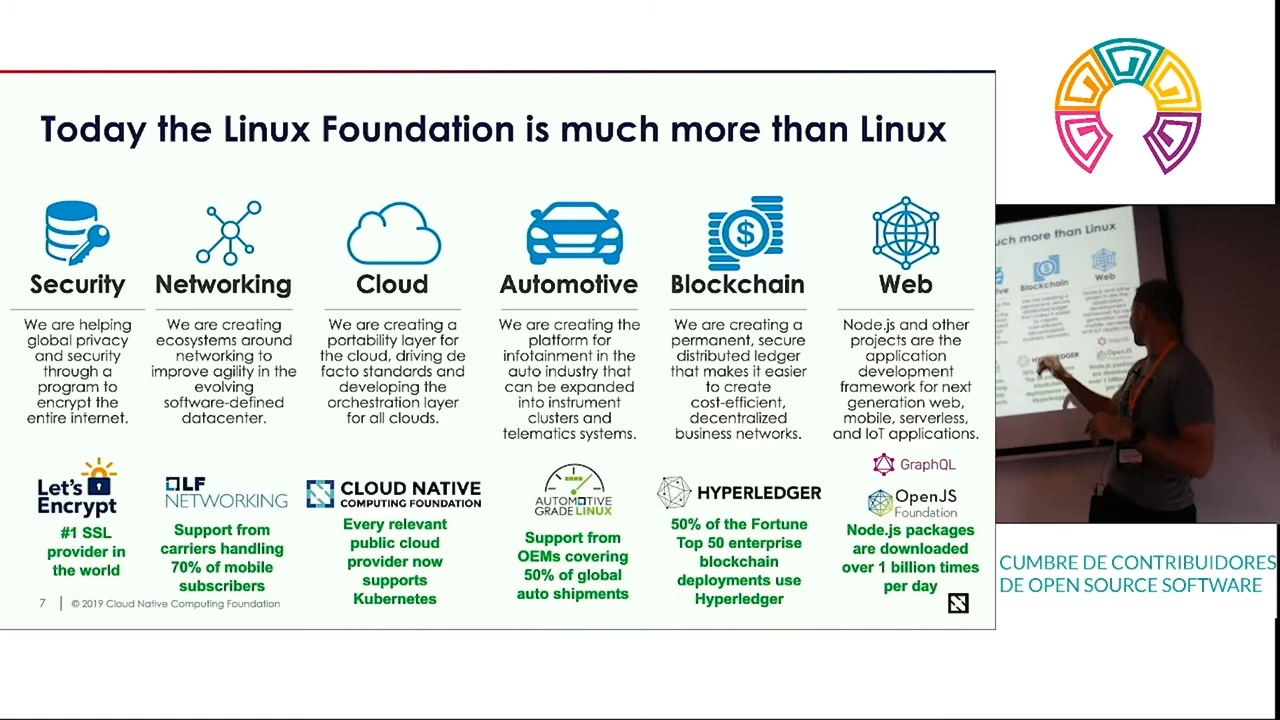 Today the Linux Foundation is much more than Linux
Security
We are helping
global privacy
and security
through a
program to
encrypt the
entire internet.
Let's
Encrypt
#1 SSL
provider in
the world
Networking
We are creating
ecosystems around
networking to
improve agility in the
evolving
software-defined
datacenter.
LF
NETWORKING
Support from
carriers handling
70% of mobile
subscribers
Cloud
We are creating a
portability layer for
the cloud, driving de
facto standards and
developing the
orchestration layer
for all clouds.
CLOUD NATIVE
COMPUTING FOUNDATION
Every relevant
public cloud
provider now
supports
Kubernetes
Automotive
We are creating the
platform for
infotainment in the
auto industry that
can be expanded
into instrument
clusters and
telematics systems.
AUTOMOTIVE
GRADELINUX
Support from
OEMs covering
50% of global
auto shipments
Blockchain
We are creating a
permanent, secure
distributed ledger
that makes it easier
to create
cost-efficient,
decentralized
business networks.
HYPERLEDGER
50% of the Fortune
Top 50 enterprise
blockchain
deployments use
Hyperledger
Web
Node.js and other
projects are the
application
development
framework for next
generation web,
mobile, serverless,
and IoT applications.
GraphQL
OpenJS
Foundation
Node.js packages
are downloaded
over 1 billion times
per day
7 | © 2019 Cloud Native Computing Foundation
uch more than Linux
Blockchain
Web
CUMBRE DE CONTRIBUIDORES
DE OPEN SOURCE SOFTWARE